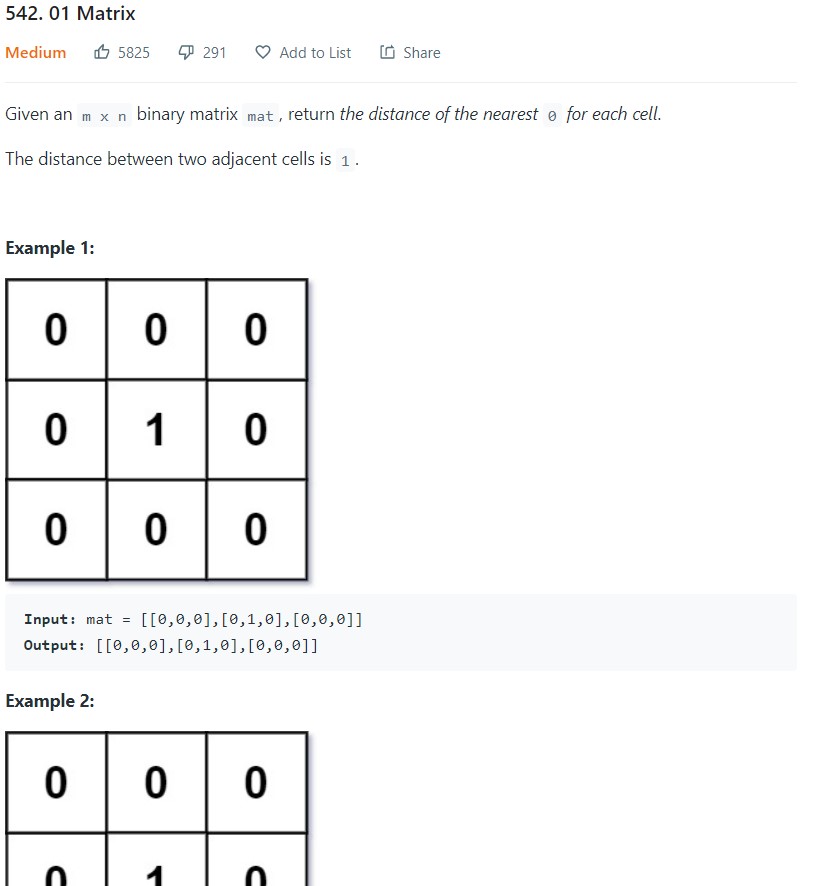 542. 01 Matrix
Medium 5825 291 Add to List Share
Given an m x n binary matrix mat , return the distance of the nearest 0 for each cell.
The distance between two adjacent cells is 1 .
Example 1:
0 0 0
0 1 0
0 0 0
Input: mat = [[0,0,0],[0,1,0],[0,0,0]]
Output: [[0,0,0],[0,1,0],[0,0,0]]
Example 2:
0 0 0
0 1 0